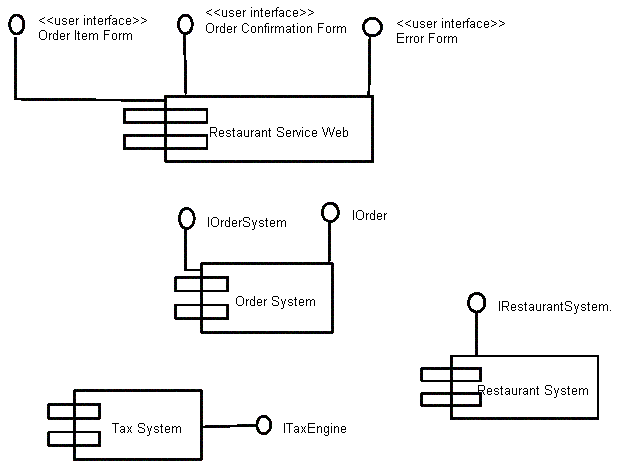 <<user interface>>
Order Item Form
<<user interface>>
Order Confirmation Form
<<user interface>>
Error Form
Restaurant Service Web
IOrderSystem
IOrder
Order System
IRestaurantSystem.
Restaurant System
Tax System
ITaxEngine